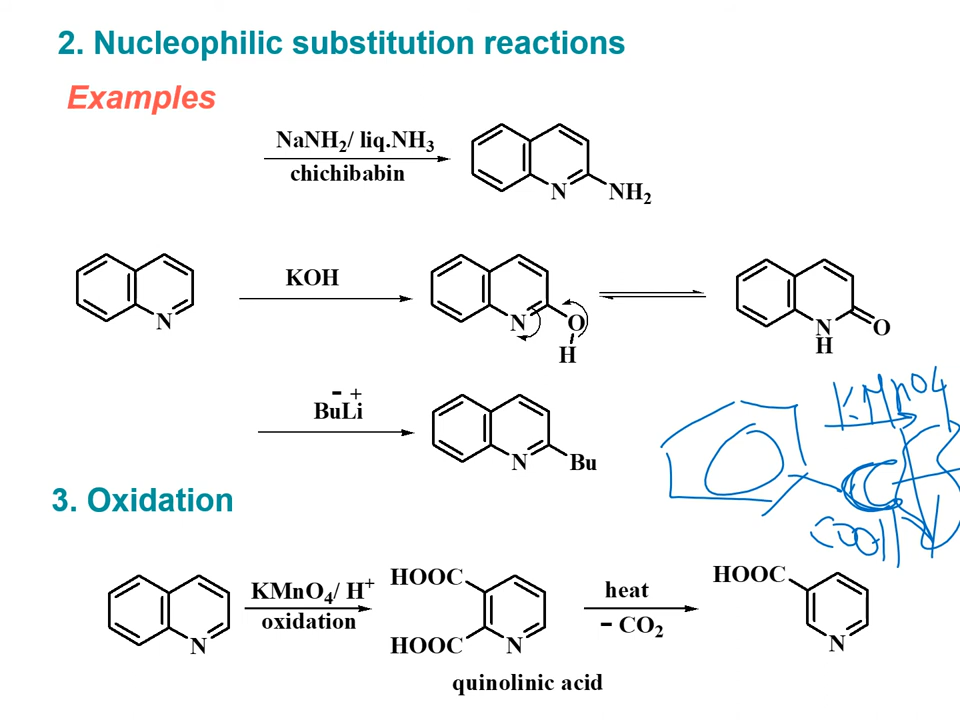 2. Nucleophilic substitution reactions
Examples
NaNH2/ liq.NH3
chichibabin
N
NH2
N
KOH
N
O
H
N
H
O
- +
BuLi
N
Bu
KMnO4
C
COOH
3. Oxidation
N
KMnO4/ H+
oxidation
HOOC
HOOC
N
quinolinic acid
heat
- CO2
HOOC
N